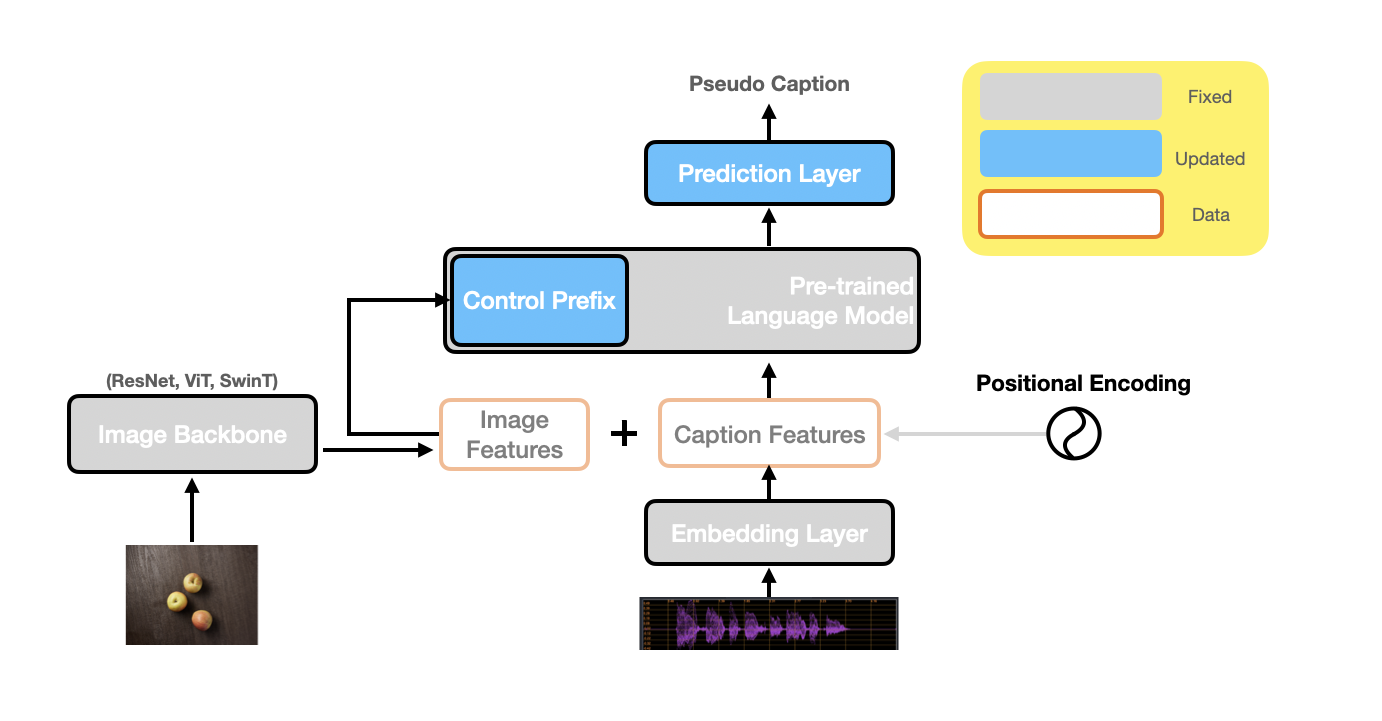 Pseudo Caption
Fixed
Prediction Layer
Updated
Data
Control Prefix
Pre-trained
Language Model
(ResNet, ViT, SwinT)
Positional Encoding
Image Backbone
Image
Features
+
Caption Features
Embedding Layer